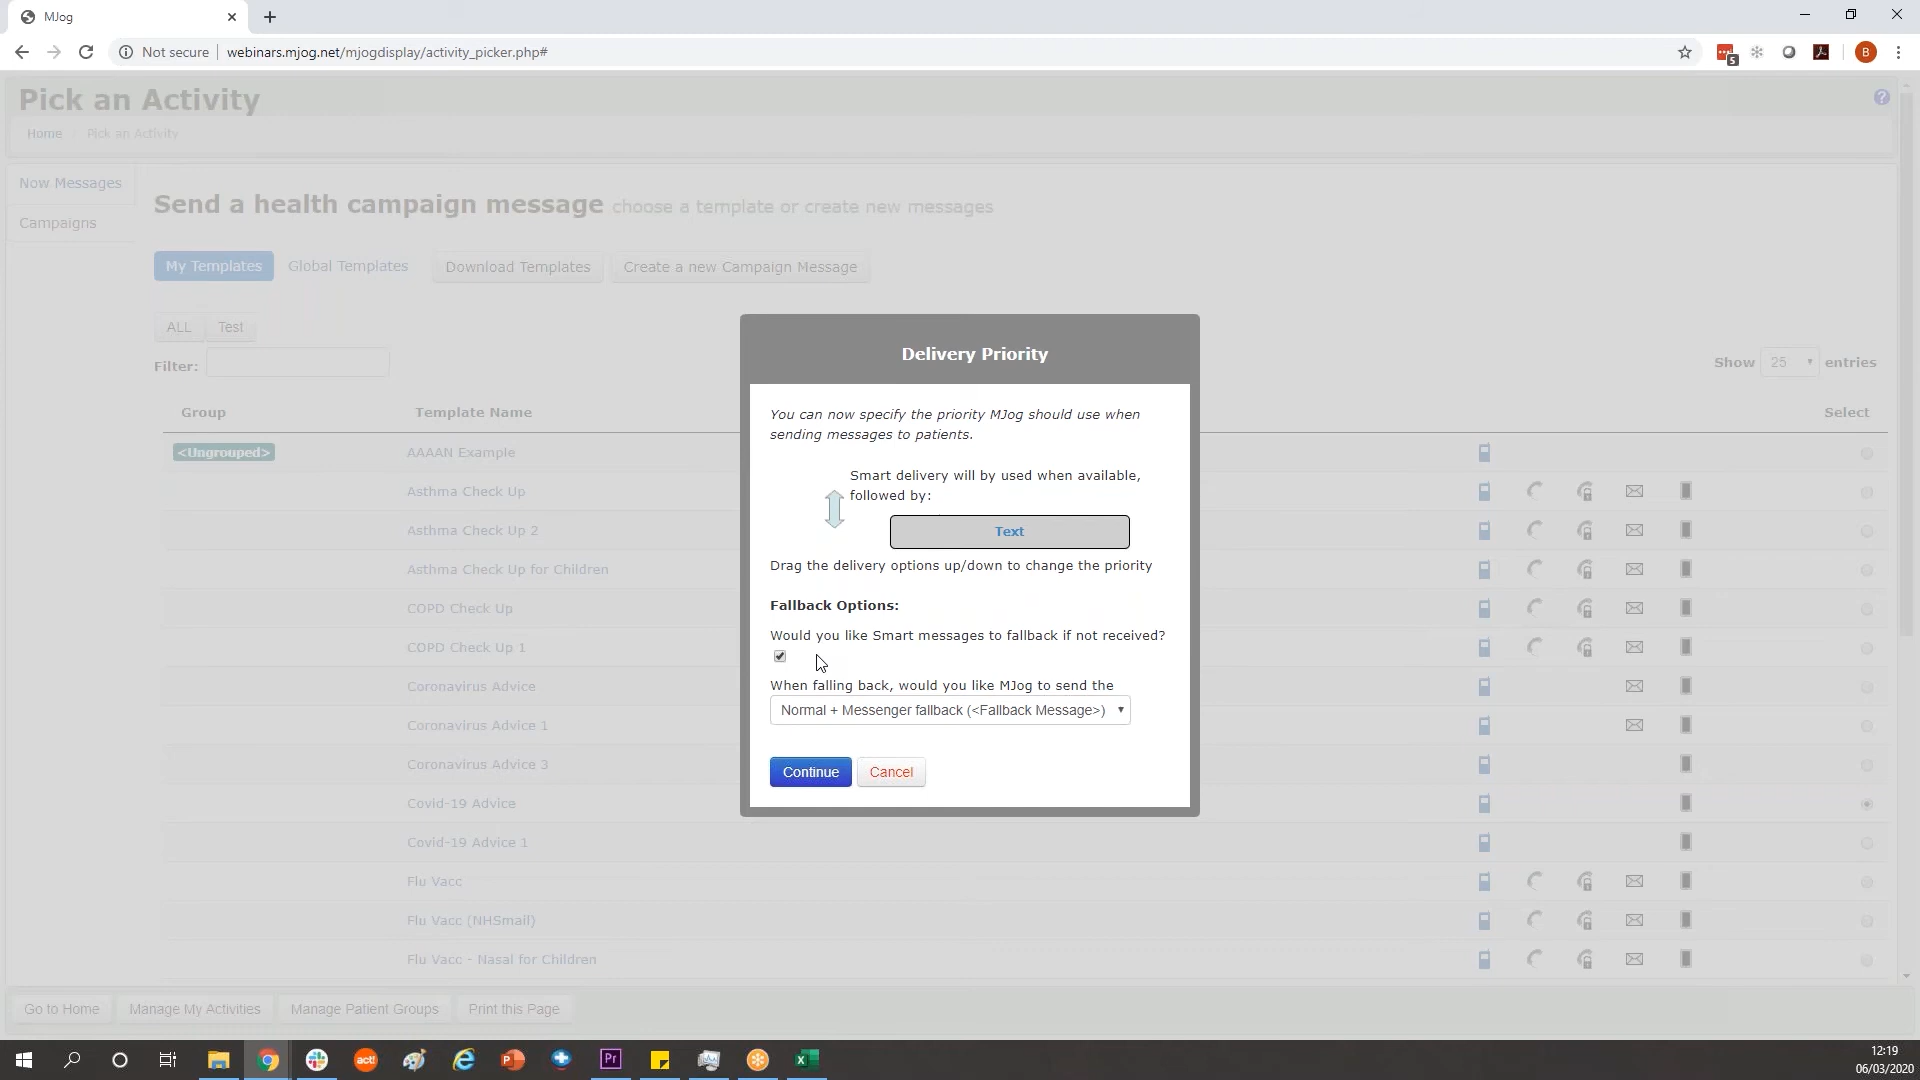 MJog
Not secure
webinars.mjog.net/mjogdisplay/activity_picker.php#
5
B
Pick an Activity
?
Home
Pick an Activity
Now Messages
Campaigns
Send a health campaign message choose a template or create new messages
My Templates
Global Templates
Download Templates
Create a new Campaign Message
ALL
Test
Filter:
Show 25 entries
Group
Template Name
Select
<Ungrouped>
AAAAN Example
Asthma Check Up
Asthma Check Up 2
Asthma Check Up for Children
COPD Check Up
COPD Check Up 1
Coronavirus Advice
Coronavirus Advice 1
Coronavirus Advice 3
Covid-19 Advice
Covid-19 Advice 1
Flu Vacc
Flu Vacc (NHSmail)
Flu Vacc - Nasal for Children
Delivery Priority
You can now specify the priority MJog should use when
sending messages to patients.
Smart delivery will by used when available,
followed by:
Text
Drag the delivery options up/down to change the priority
Fallback Options:
Would you like Smart messages to fallback if not received?
When falling back, would you like MJog to send the
Normal + Messenger fallback (<Fallback Message>)
Continue
Cancel
Go to Home
Manage My Activities
Manage Patient Groups
Print this Page
act!
Pr
12:19
06/03/2020